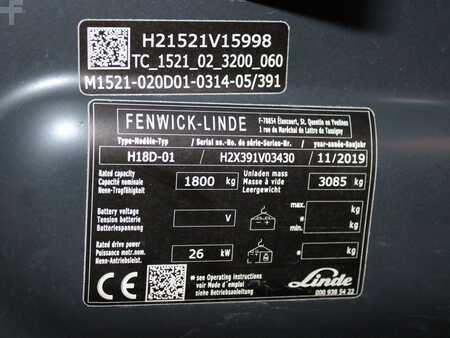 H21521V15998
TC_1521_02_3200_060
M1521-020D01-0314-05/391
FENWICK-LINDE
F-78854 Élancourt, St. Quentin en Yvelines
1 rue du Maréchal de Lattre de Tassigny
Type-Modèle-Typ / Serial no.-No. de série-Serien-Nr. / year-année-Baujahr
H18D-01 / H2X391V03430 / 11/2019
Rated capacity
Capacité nominale
Nenn-Tragfähigkeit
1800 kg
Unladen mass
Masse à vide
Leergewicht
3085 kg
Battery voltage
Tension batterie
Batteriespannung
V
max.
*
min.
kg
kg
Rated drive power
Puissance motr.nom.
Nenn-Antriebsleist.
26 kW
* see Operating Instructions
voir Mode d'emploi
siehe Betriebsanleitung
CE
Linde
000 938 54 22